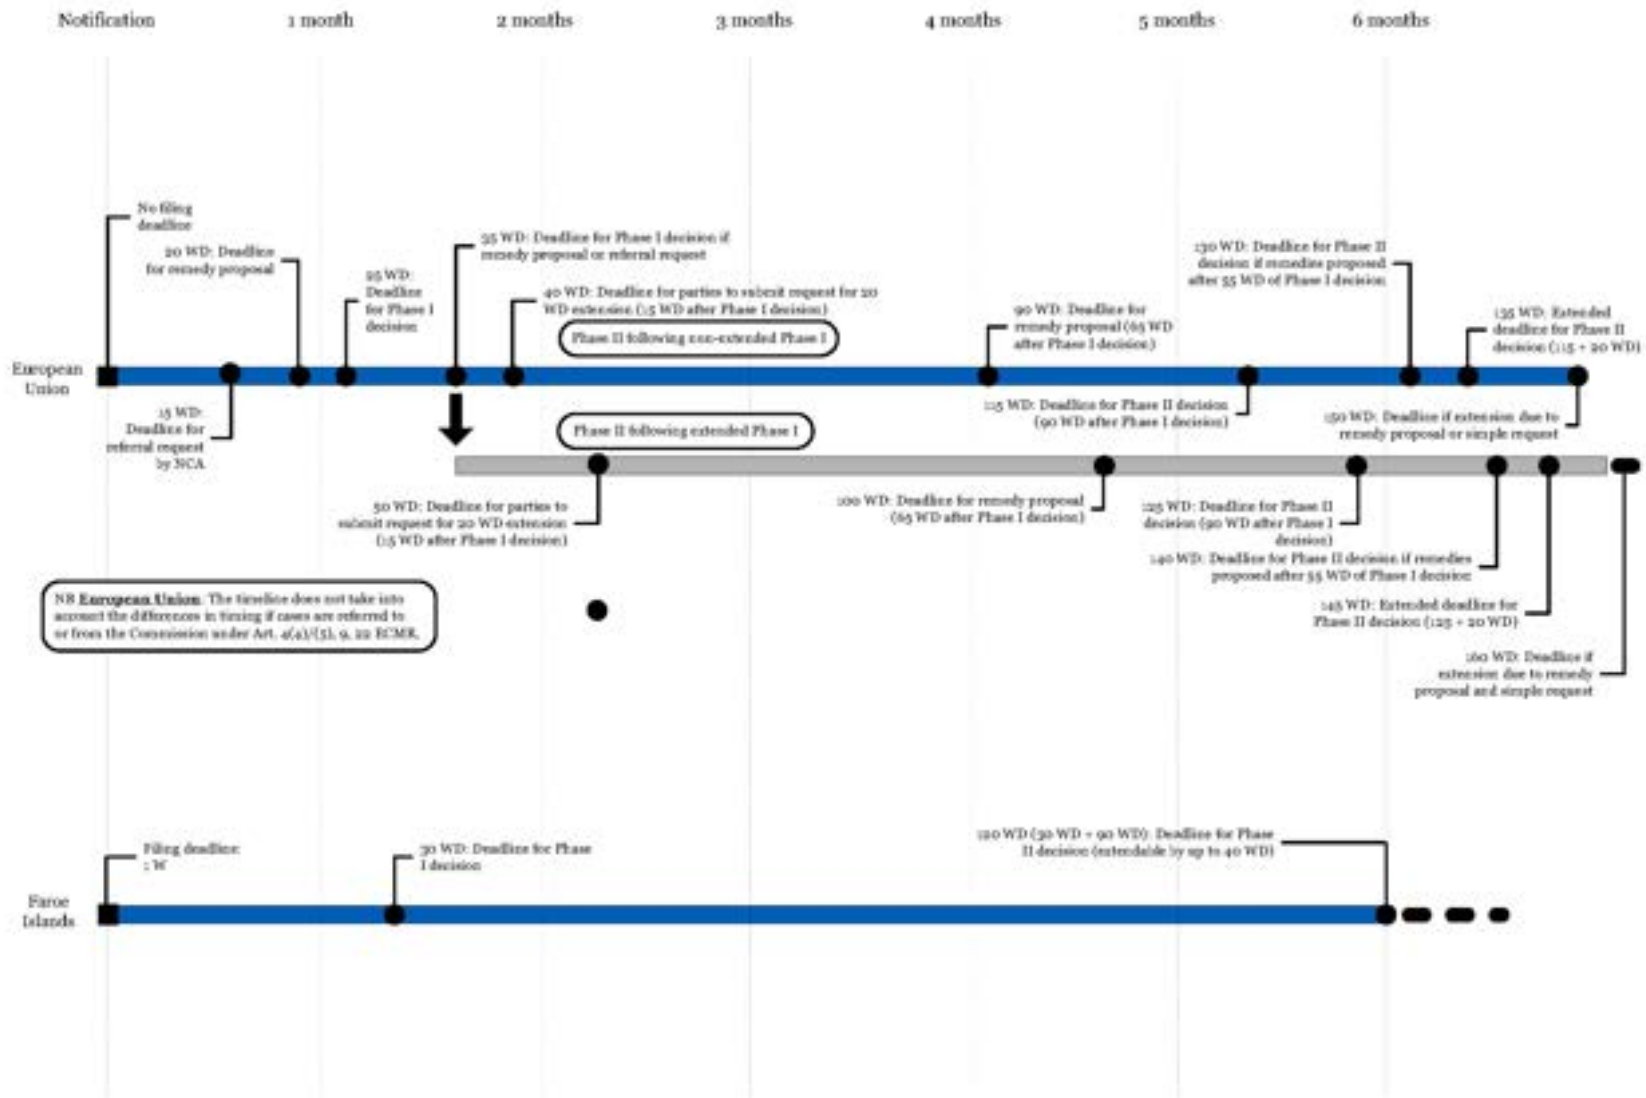 Notification
1 month
2 months
3 months
4 months
5 months
6 months
No filing
deadline
20 WD: Deadline
for remedy proposal
25 WD:
Deadline
for Phase I
decision
35 WD: Deadline for Phase I decision if
remedy proposal or referral request
40 WD: Deadline for parties to submit request for 20
WD extension (15 WD after Phase I decision)
Phase II following non-extended Phase I
90 WD: Deadline for
remedy proposal (65 WD
after Phase I decision)
130 WD: Deadline for Phase II
decision if remedies proposed
after 55 WD of Phase I decision
135 WD: Extended
deadline for Phase II
decision (115 + 20 WD)
European
Union
15 WD:
Deadline for
referral request
by NCA
Phase II following extended Phase I
115 WD: Deadline for Phase II decision
(90 WD after Phase I decision)
150 WD: Deadline if extension due to
remedy proposal or simple request
50 WD: Deadline for parties to
submit request for 20 WD extension
(15 WD after Phase I decision)
100 WD: Deadline for remedy proposal
(65 WD after Phase I decision)
125 WD: Deadline for Phase II
decision (90 WD after Phase I
decision)
140 WD: Deadline for Phase II decision if remedies
proposed after 55 WD of Phase I decision
145 WD: Extended deadline for
Phase II decision (125 + 20 WD)
160 WD: Deadline if
extension due to remedy
proposal and simple request
NB European Union: The timeline does not take into
account the differences in timing if cases are referred to
or from the Commission under Art. 4(4)/(5), 9, 22 ECMR.
Filing deadline:
1 W
30 WD: Deadline for Phase
I decision
120 WD (30 WD + 90 WD): Deadline for Phase
II decision (extendable by up to 40 WD)
Faroe
Islands